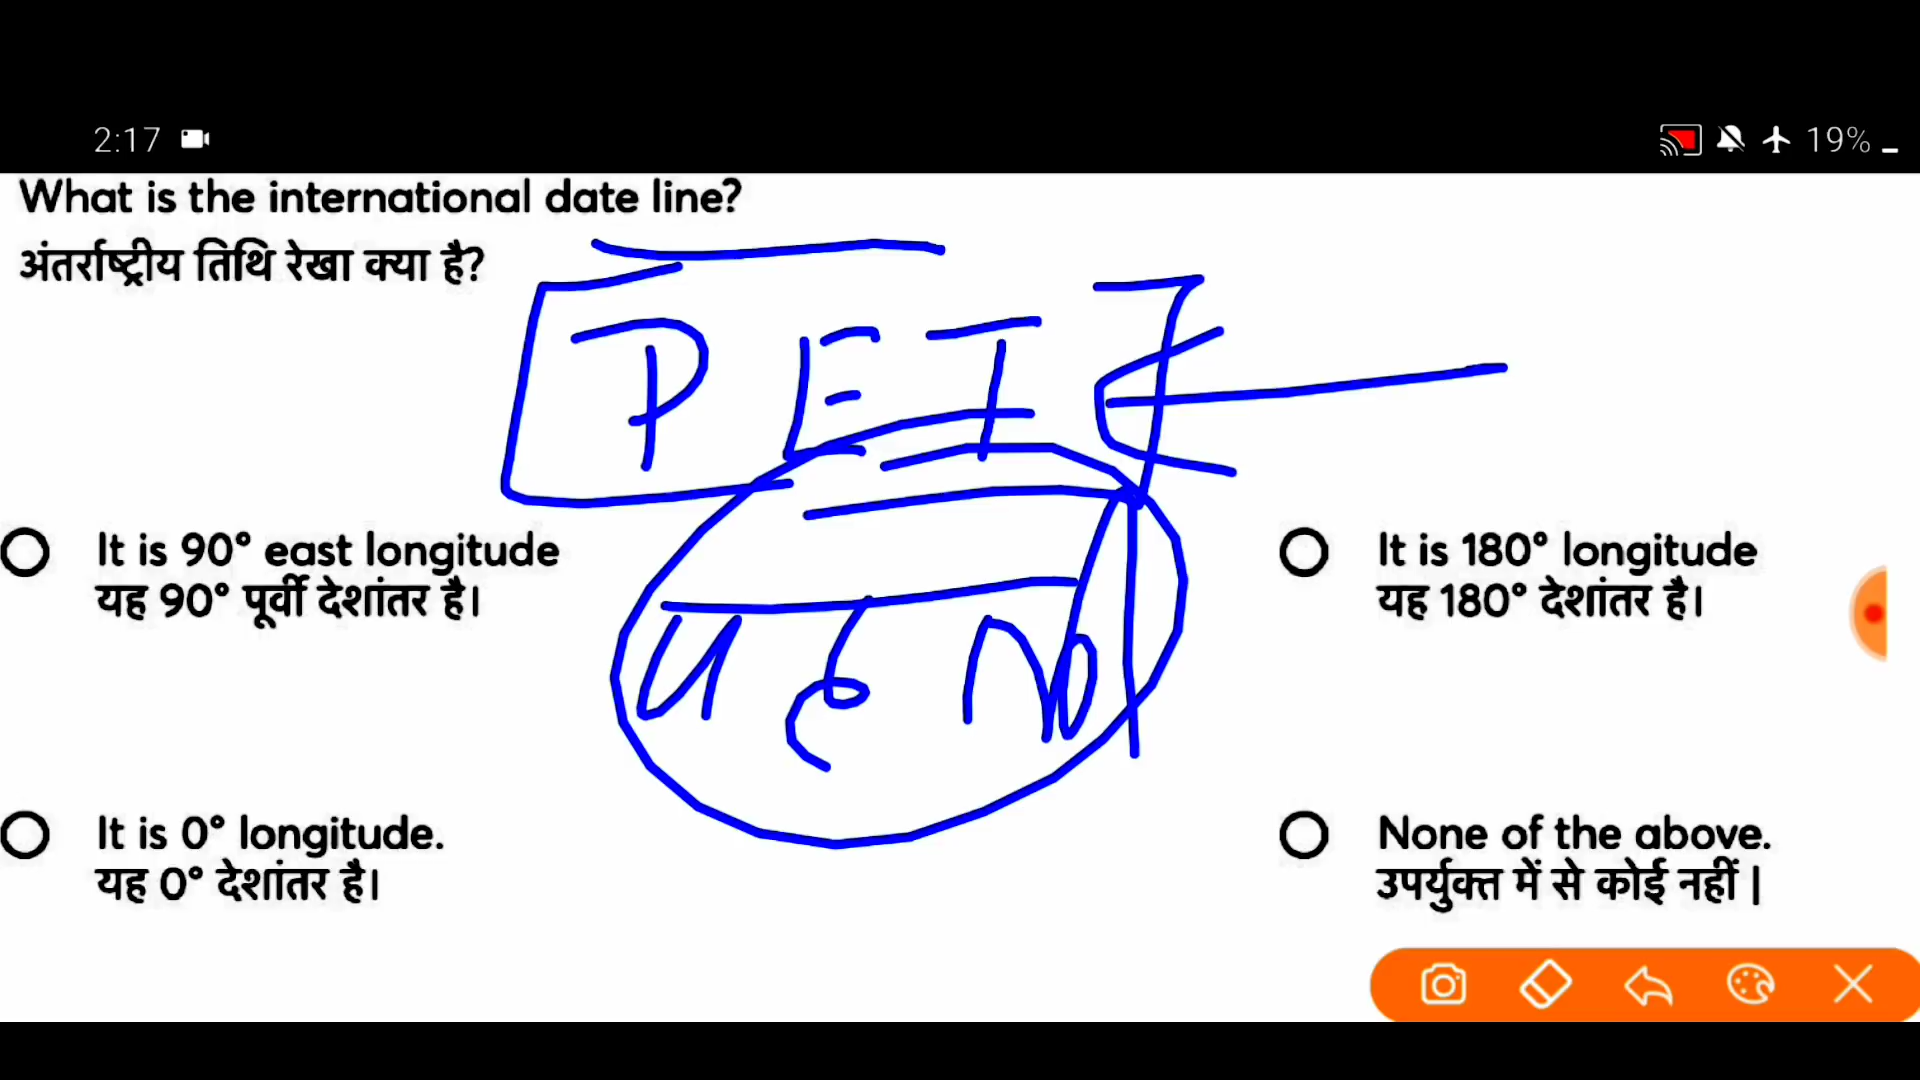 2:17
19%
What is the international date line?
अंतर्राष्ट्रीय तिथि रेखा क्या है?
PET
It is 90° east longitude
यह 90° पूर्वी देशांतर है।
It is 180° longitude
यह 180° देशांतर है।
It is 0° longitude.
यह 0° देशांतर है।
None of the above.
उपर्युक्त में से कोई नहीं |